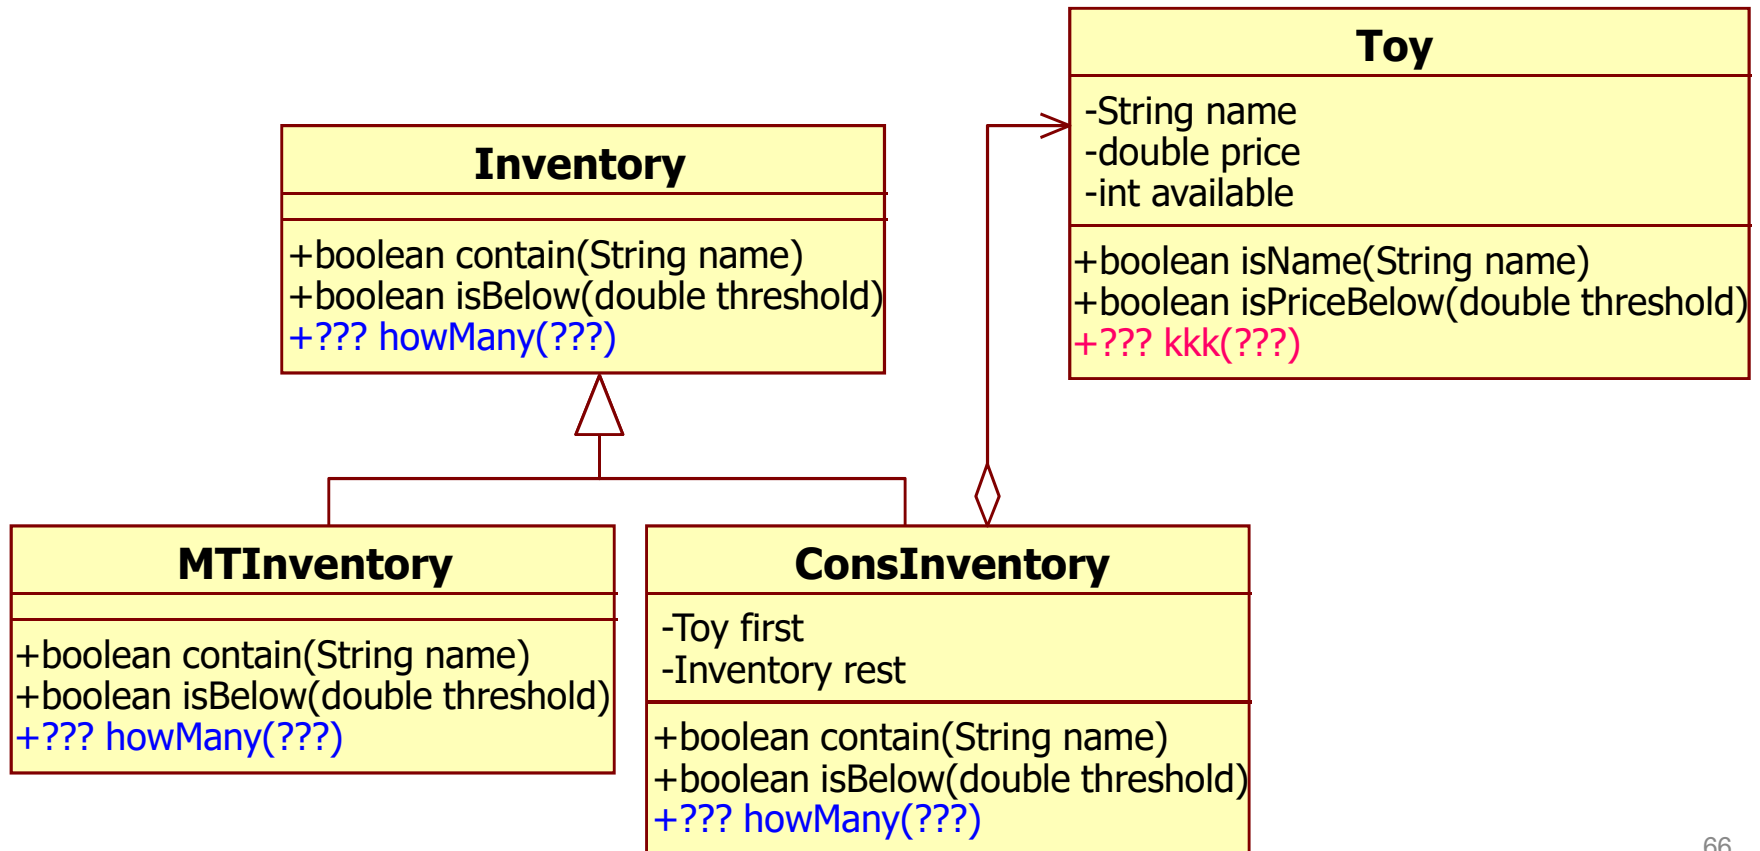 Toy
-String name
-double price
-int available
+boolean isName(String name)
+boolean isPriceBelow(double threshold)
+??? kkk(???)
Inventory
+boolean contain(String name)
+boolean isBelow(double threshold)
+??? howMany(???)
MTInventory
+boolean contain(String name)
+boolean isBelow(double threshold)
+??? howMany(???)
ConsInventory
-Toy first
-Inventory rest
+boolean contain(String name)
+boolean isBelow(double threshold)
+??? howMany(???)
66